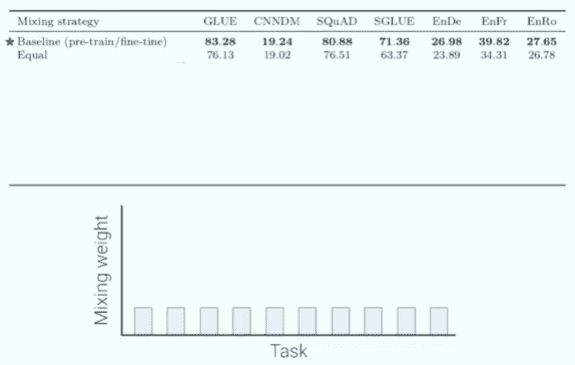 Mixing strategy GLUE CNNDM SQuAD SGLUE EnDe EnFr EnRo
★ Baseline (pre-train/fine-tine) 83.28 19.24 80.88 71.36 26.98 39.82 27.65
Equal 76.13 19.02 76.51 63.37 23.89 34.31 26.78
Mixing weight
Task